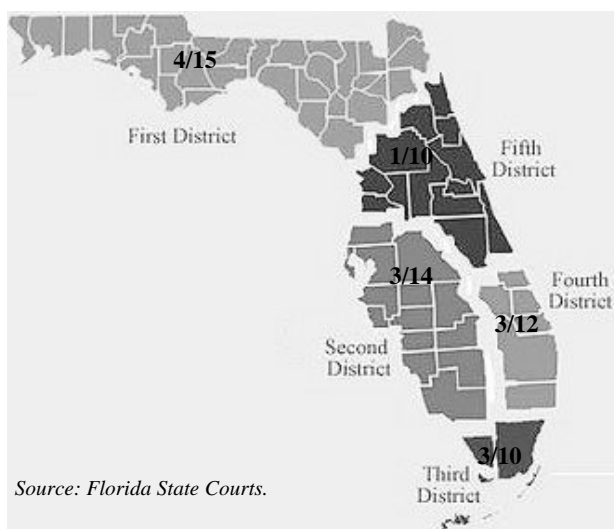 4/15
First District
1/10
Fifth
District
3/14
Fourth
District
3/12
Second
District
3/10
Third
District
Source: Florida State Courts.